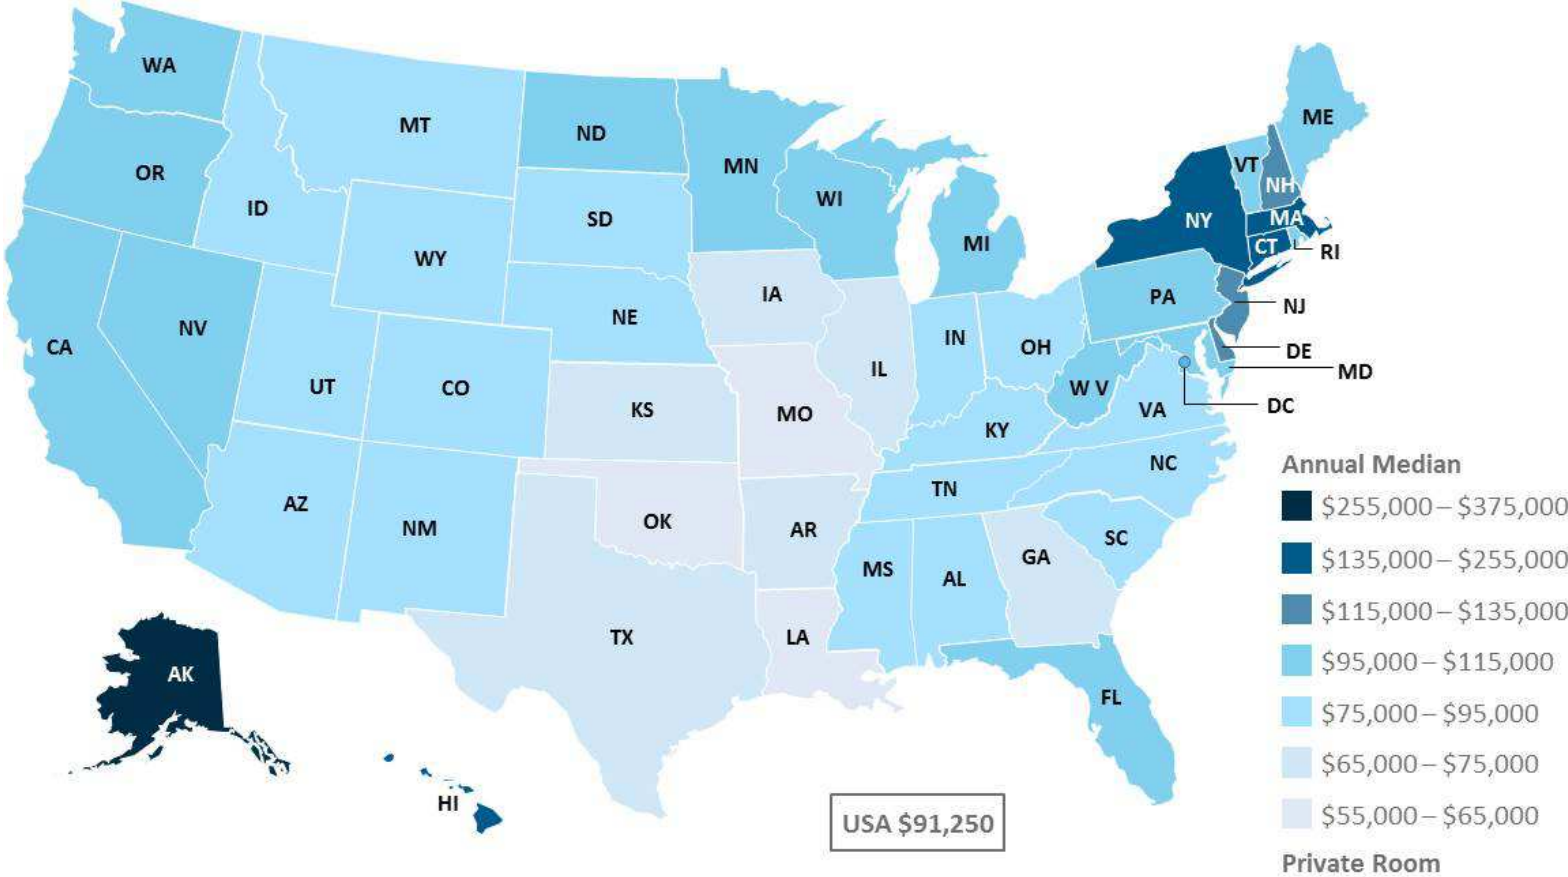 WA
ME
MT
ND
VT
MN
OR
NH
WI
ID
SD
NY
MA
MI
CT
RI
WY
IA
PA
NJ
NE
NV
IN
OH
CA
DE
IL
MD
UT
CO
W V
KS
DC
VA
MO
KY
NC
Annual Median
TN
AZ
$255,000 – $375,000
OK
NM
AR
SC
$135,000 – $255,000
GA
MS
AL
$115,000 – $135,000
TX
LA
$95,000 – $115,000
AK
FL
$75,000 – $95,000
$65,000 – $75,000
HI
USA $91,250
$55,000 – $65,000
Private Room